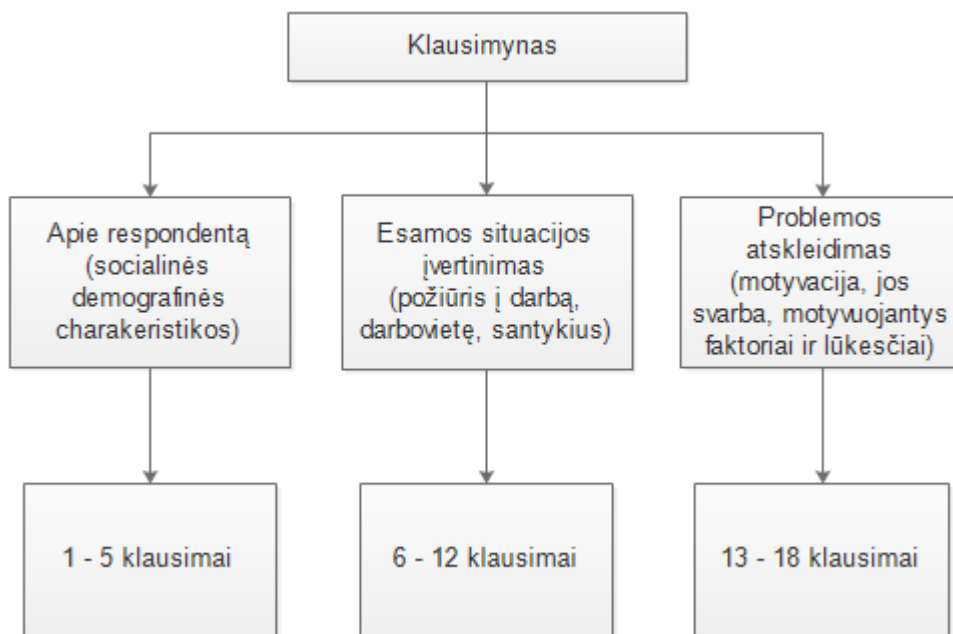 Klausimynas
Apie respondentą
(socialinės
demografinės
charakeristikos)
Esamos situacijos
įvertinimas
(požiūris į darbą,
darbovietę, santykius)
Problemos
atskleidimas
(motyvacija, jos
svarba, motyvuojantys
faktoriai ir lūkesčiai)
1 - 5 klausimai
6 - 12 klausimai
13 - 18 klausimai